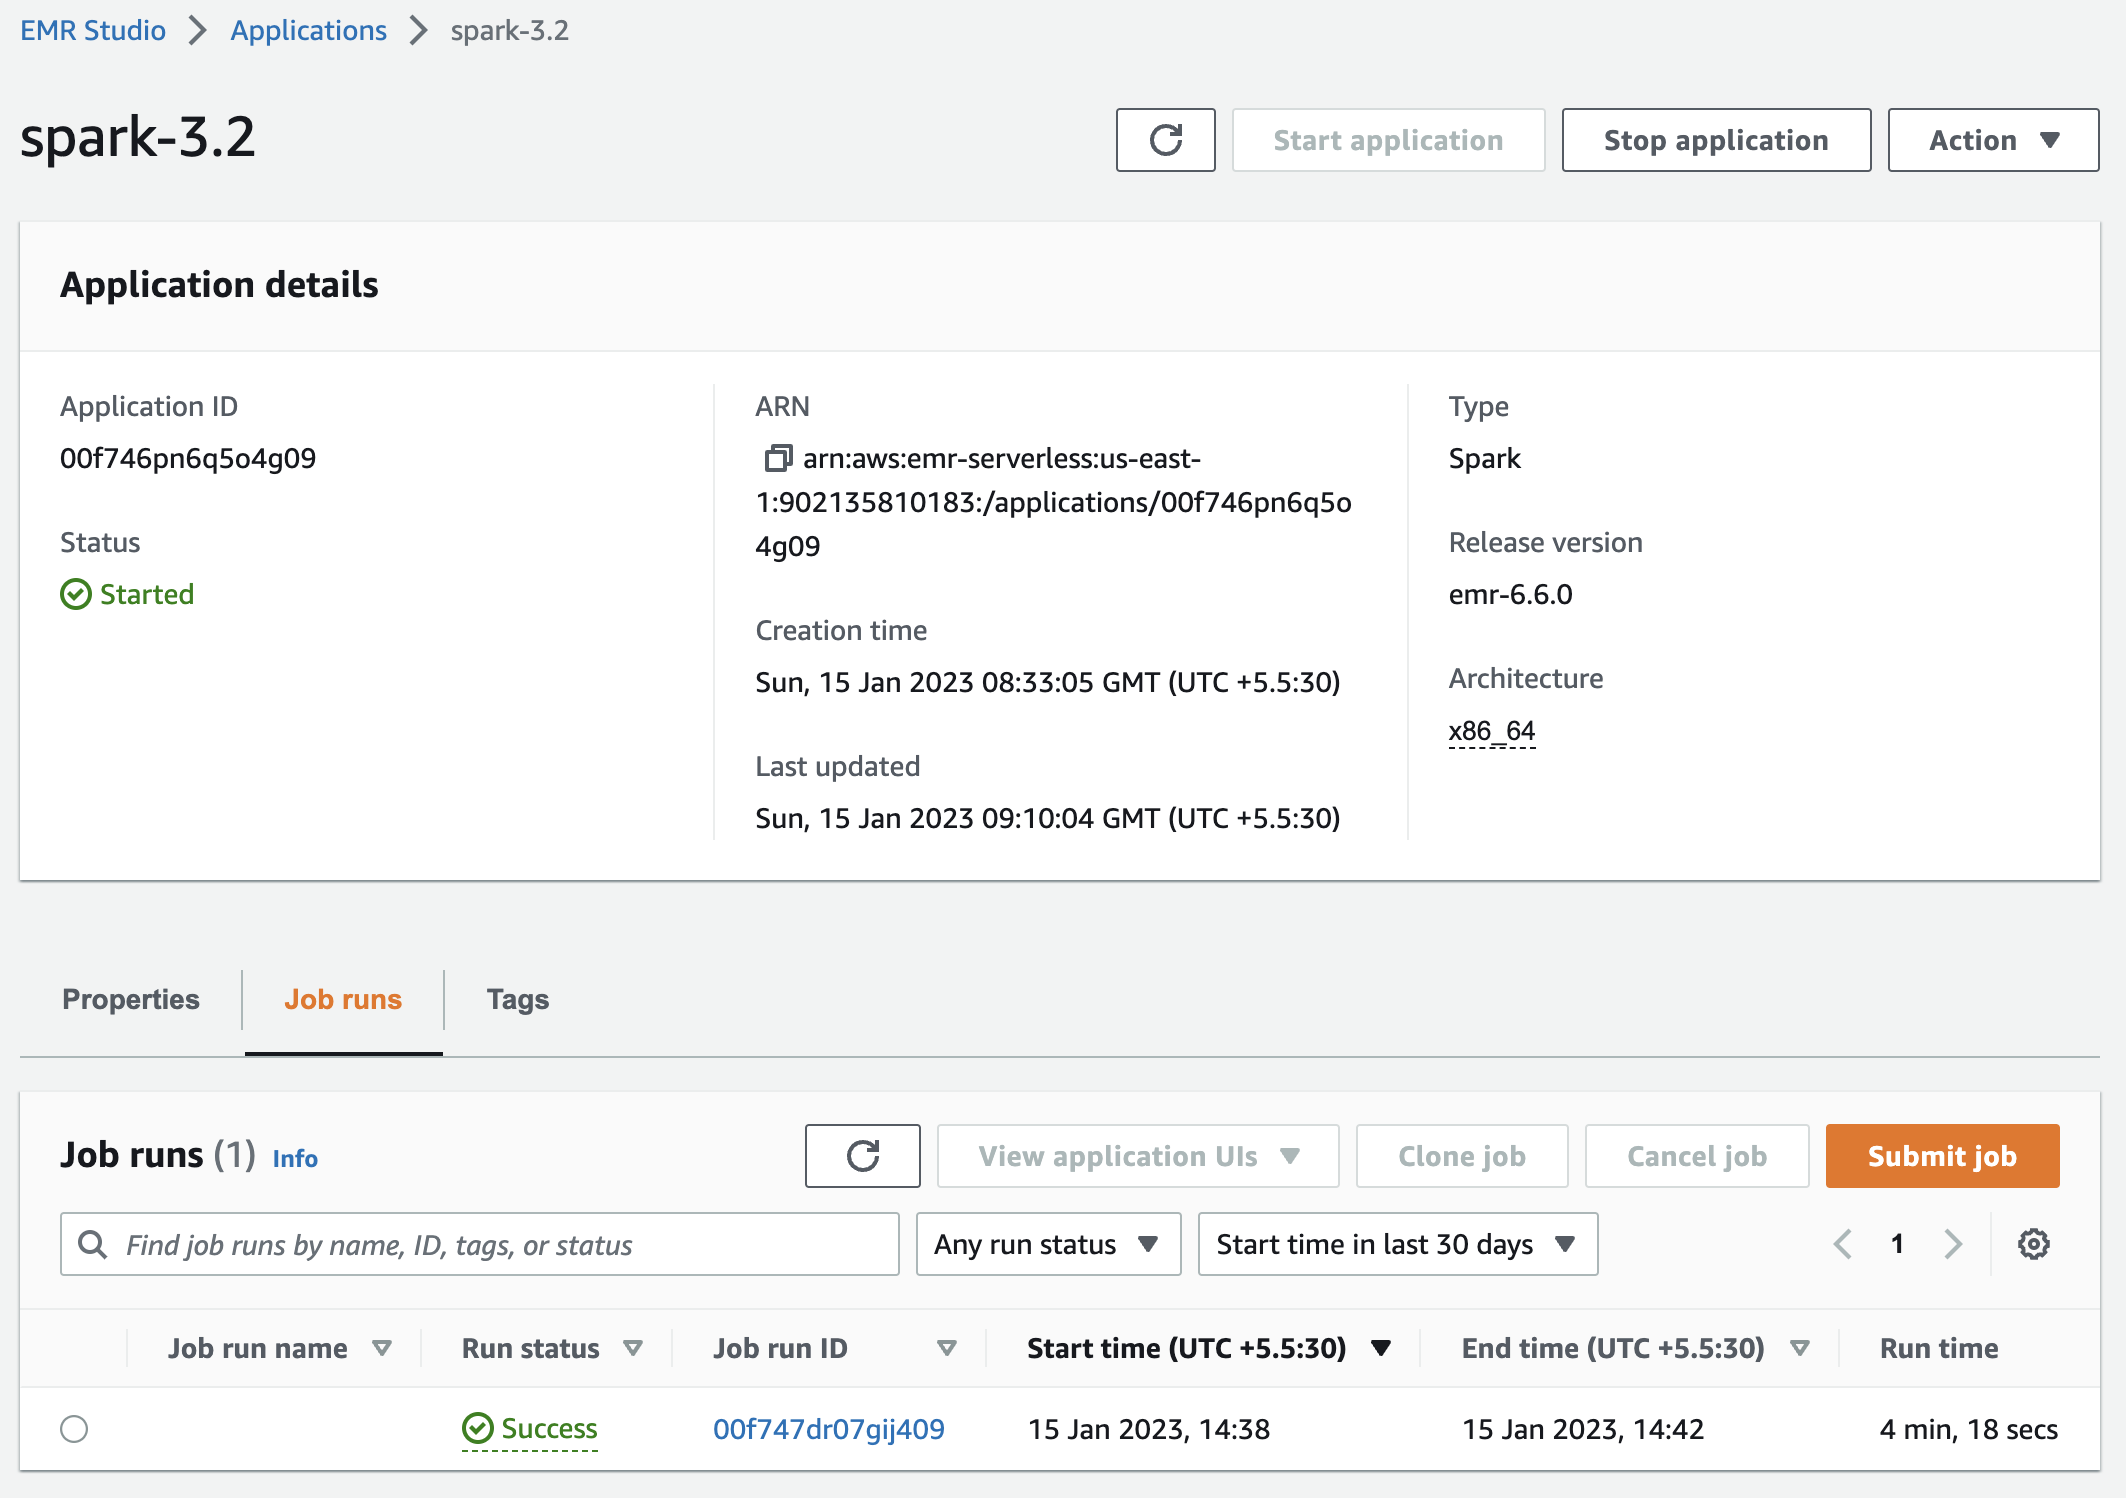 EMR Studio > Applications > spark-3.2
spark-3.2
Start application
Stop application
Action
Application details
Application ID
00f746pn6q5o4g09
Status
Started
ARN
arn:aws:emr-serverless:us-east-
1:902135810183:/applications/00f746pn6q5o
4g09
Creation time
Sun, 15 Jan 2023 08:33:05 GMT (UTC +5.5:30)
Last updated
Sun, 15 Jan 2023 09:10:04 GMT (UTC +5.5:30)
Type
Spark
Release version
emr-6.6.0
Architecture
x86_64
Properties
Job runs
Tags
Job runs (1) Info
View application UIs
Clone job
Cancel job
Submit job
Find job runs by name, ID, tags, or status
Any run status
Start time in last 30 days
1
Job run name
Run status
Job run ID
Start time (UTC +5.5:30)
End time (UTC +5.5:30)
Run time
Success
00f747dr07gij409
15 Jan 2023, 14:38
15 Jan 2023, 14:42
4 min, 18 secs